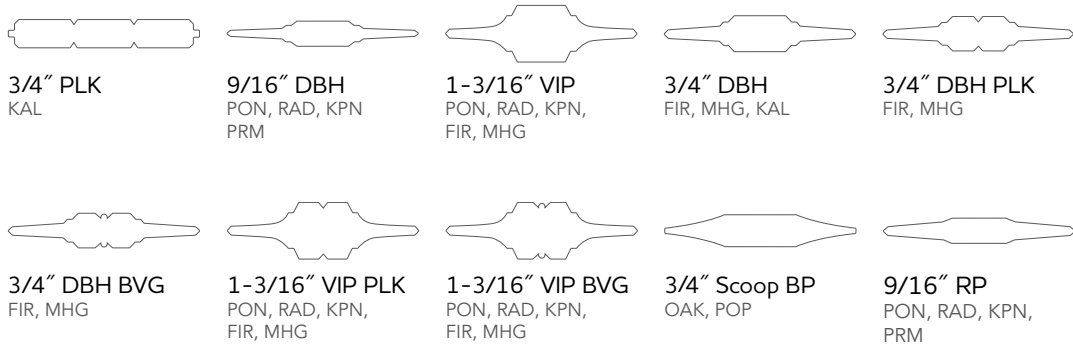 3/4″ PLK
KAL
9/16″ DBH
PON, RAD, KPN
PRM
1-3/16″ VIP
PON, RAD, KPN,
FIR, MHG
3/4″ DBH
FIR, MHG, KAL
3/4″ DBH PLK
FIR, MHG
3/4″ DBH BVG
FIR, MHG
1-3/16″ VIP PLK
PON, RAD, KPN,
FIR, MHG
1-3/16″ VIP BVG
PON, RAD, KPN,
FIR, MHG
3/4″ Scoop BP
OAK, POP
9/16″ RP
PON, RAD, KPN,
PRM